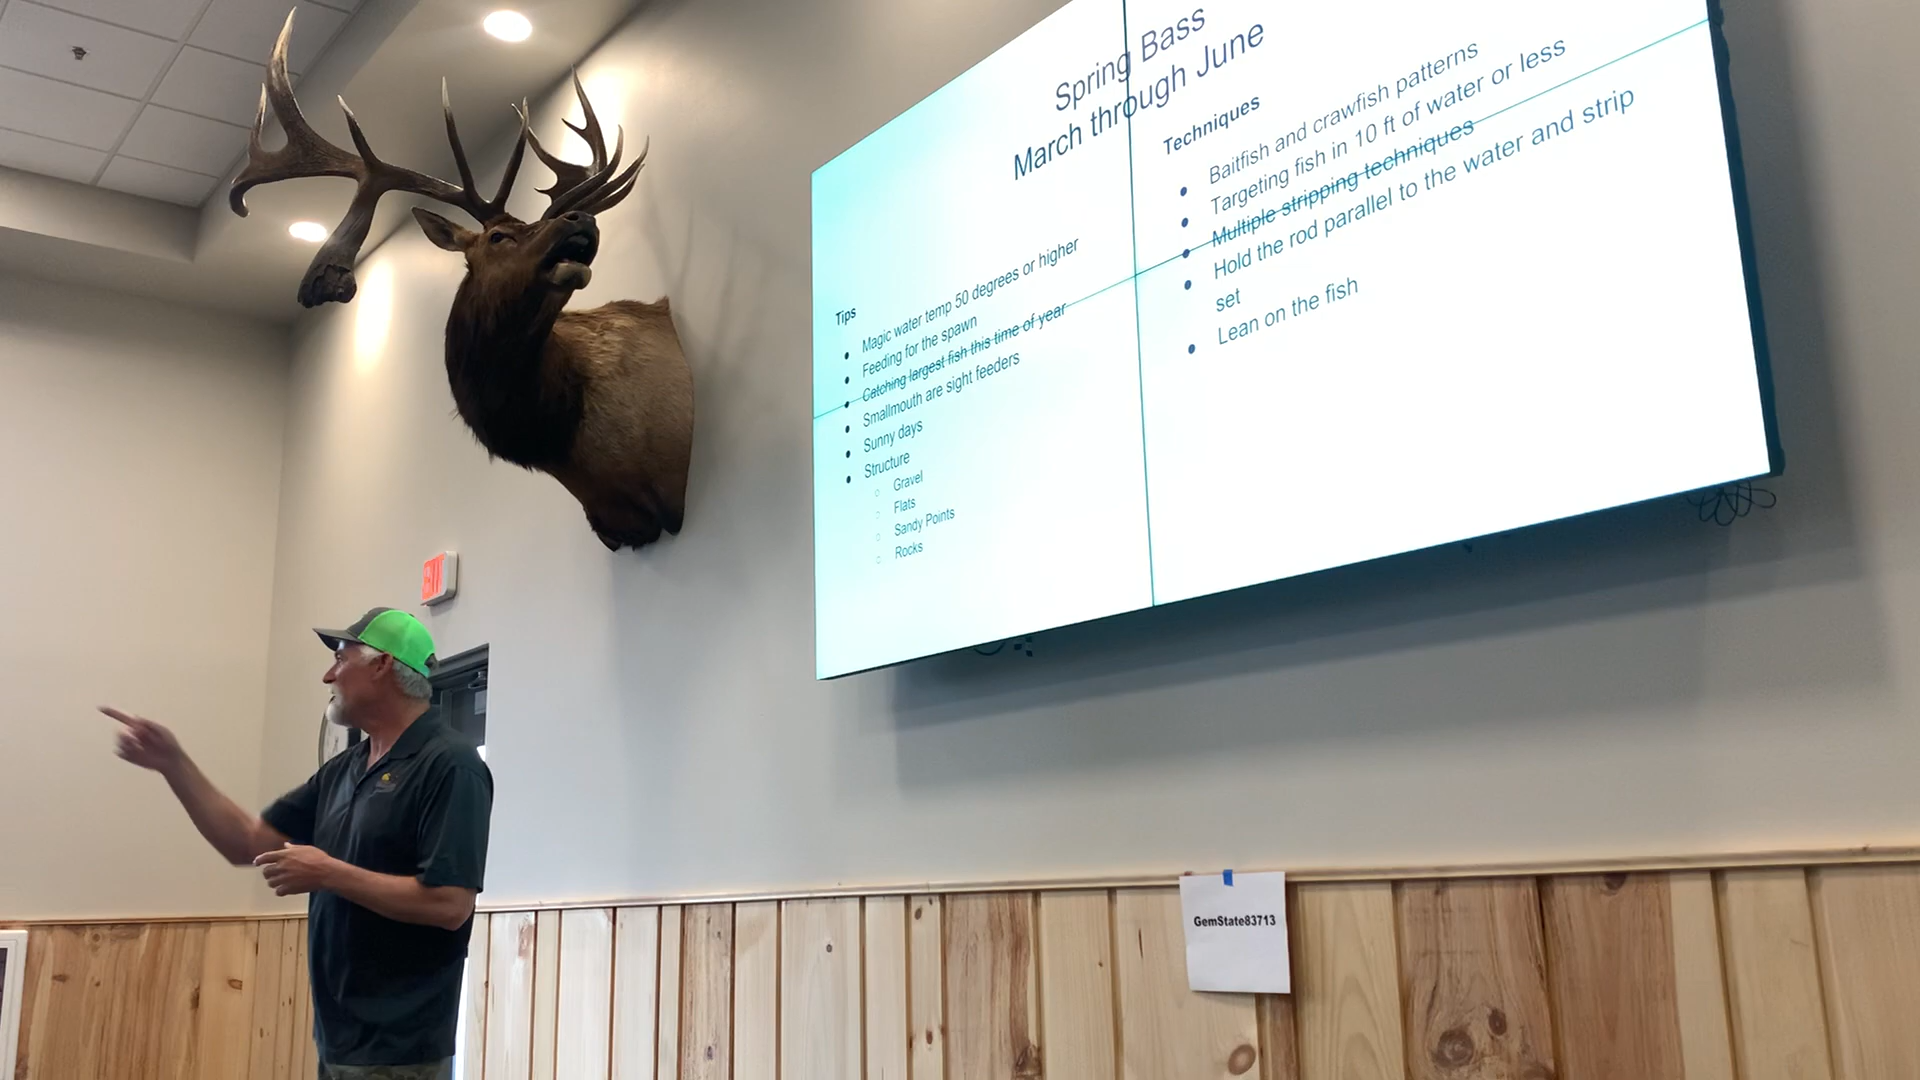 Spring Bass
March through June
Tips
Magic water temp 50 degrees or higher
Feeding for the spawn
Catching largest fish this time of year
Smallmouth are sight feeders
Sunny days
Structure
Gravel
Flats
Sandy Points
Rocks
Techniques
Baitfish and crawfish patterns
Targeting fish in 10 ft of water or less
Multiple stripping techniques
Hold the rod parallel to the water and strip
set
Lean on the fish
EXIT
GemState83713